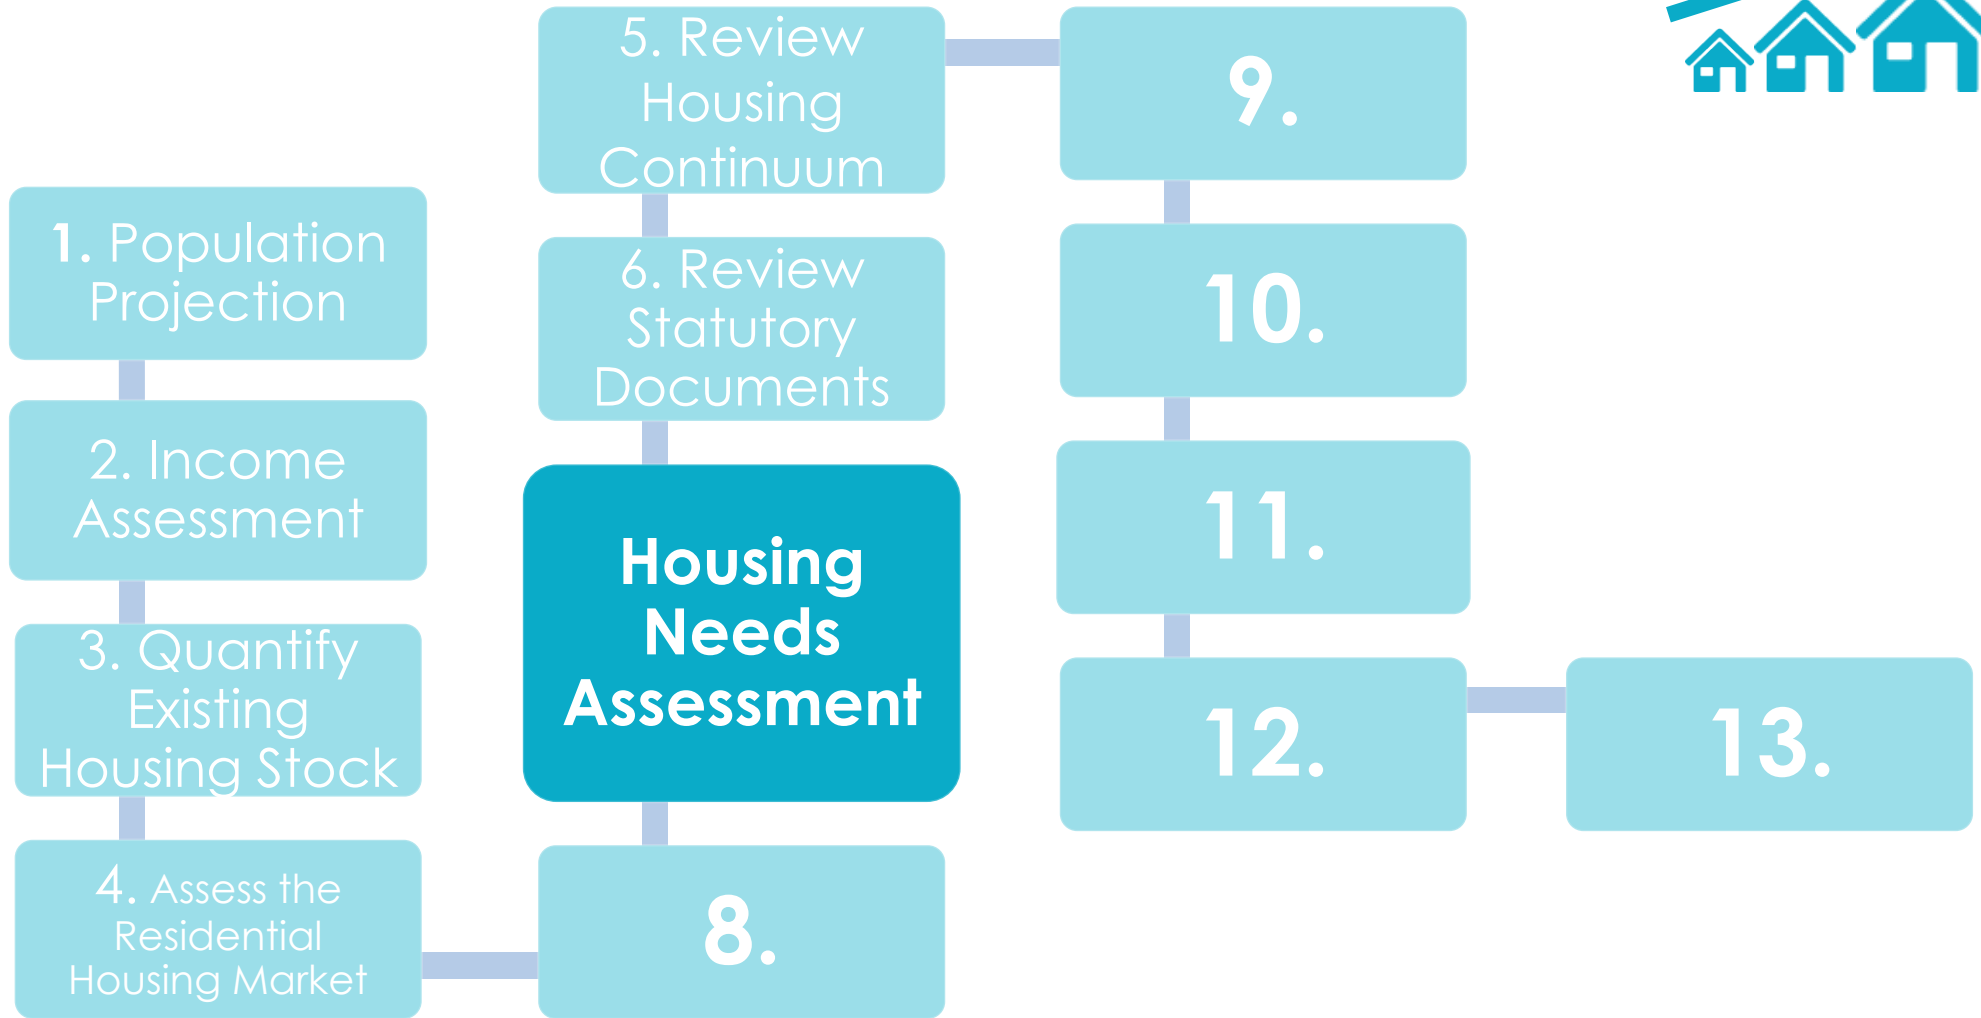 1. Population
Projection
2. Income
Assessment
3. Quantify
Existing
Housing Stock
4. Assess the
Residential
Housing Market
5. Review
Housing
Continuum
6. Review
Statutory
Documents
Housing
Needs
Assessment
8.
9.
10.
11.
12.
13.